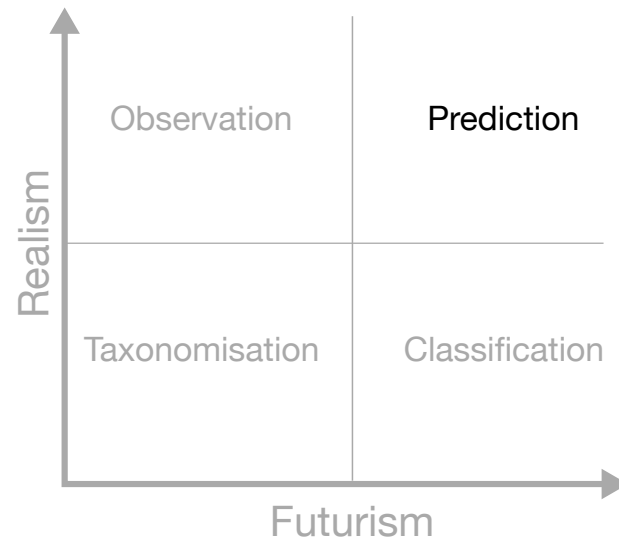 Observation
Prediction
Realism
Taxonomisation
Classification
Futurism